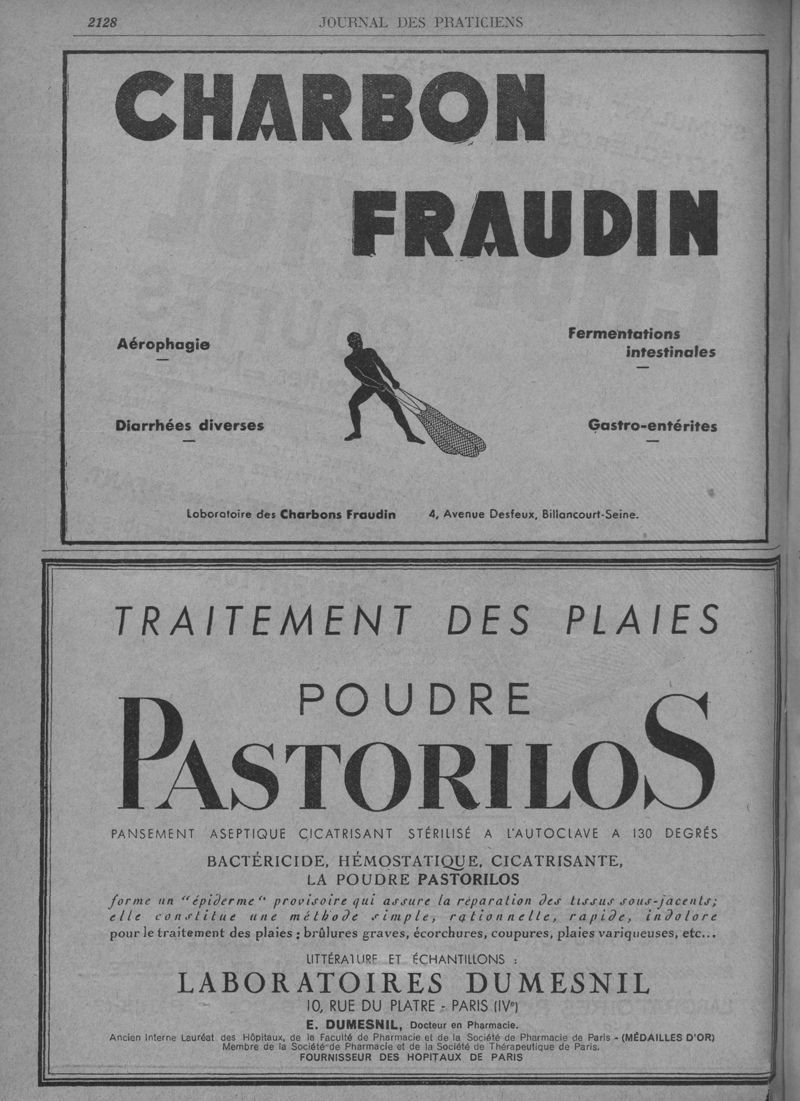 2128
JOURNAL DES PRATICIENS
CHARBON
FRAUDIN
Aérophagie
Fermentations
intestinales
Diarrhées diverses
Gastro-entérites
Laboratoire des Charbons Fraudin 4, Avenue Desfeux, Billancourt-Seine.
TRAITEMENT DES PLAIES
POUDRE
PASTORILOS
PANSEMENT ASEPTIQUE CICATRISANT STÉRILISÉ A L'AUTOCLAVE A 130 DEGRÉS
BACTÉRICIDE, HÉMOSTATIQUE, CICATRISANTE,
LA POUDRE PASTORILOS
forme un "épiderme" provisoire qui assure la réparation des tissus sous-jacents;
elle constitue une méthode simple, rationnelle, rapide, indolore
pour le traitement des plaies : brûlures graves, écorchures, coupures, plaies variqueuses, etc...
LITTÉRATURE ET ÉCHANTILLONS :
LABORATOIRES DUMESNIL
10, RUE DU PLATRE - PARIS (IVe)
E. DUMESNIL, Docteur en Pharmacie.
Ancien Interne Lauréat des Hôpitaux, de la Faculté de Pharmacie et de la Société de Pharmacie de Paris - (MÉDAILLES D'OR)
Membre de la Société de Pharmacie et de la Société de Thérapeutique de Paris.
FOURNISSEUR DES HOPITAUX DE PARIS